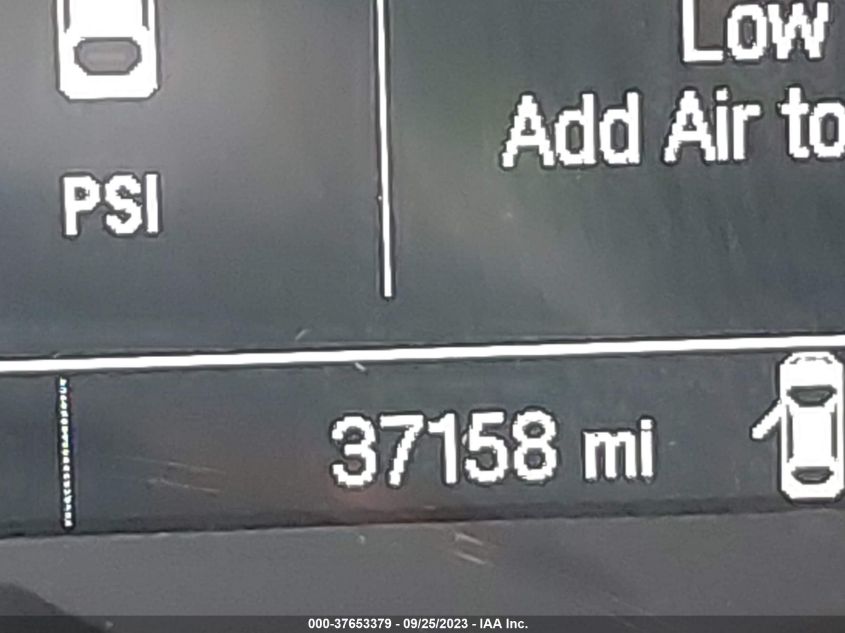 Low
Add Air to
PSI
37158 mi
000-37653379 - 09/25/2023 - IAA Inc.